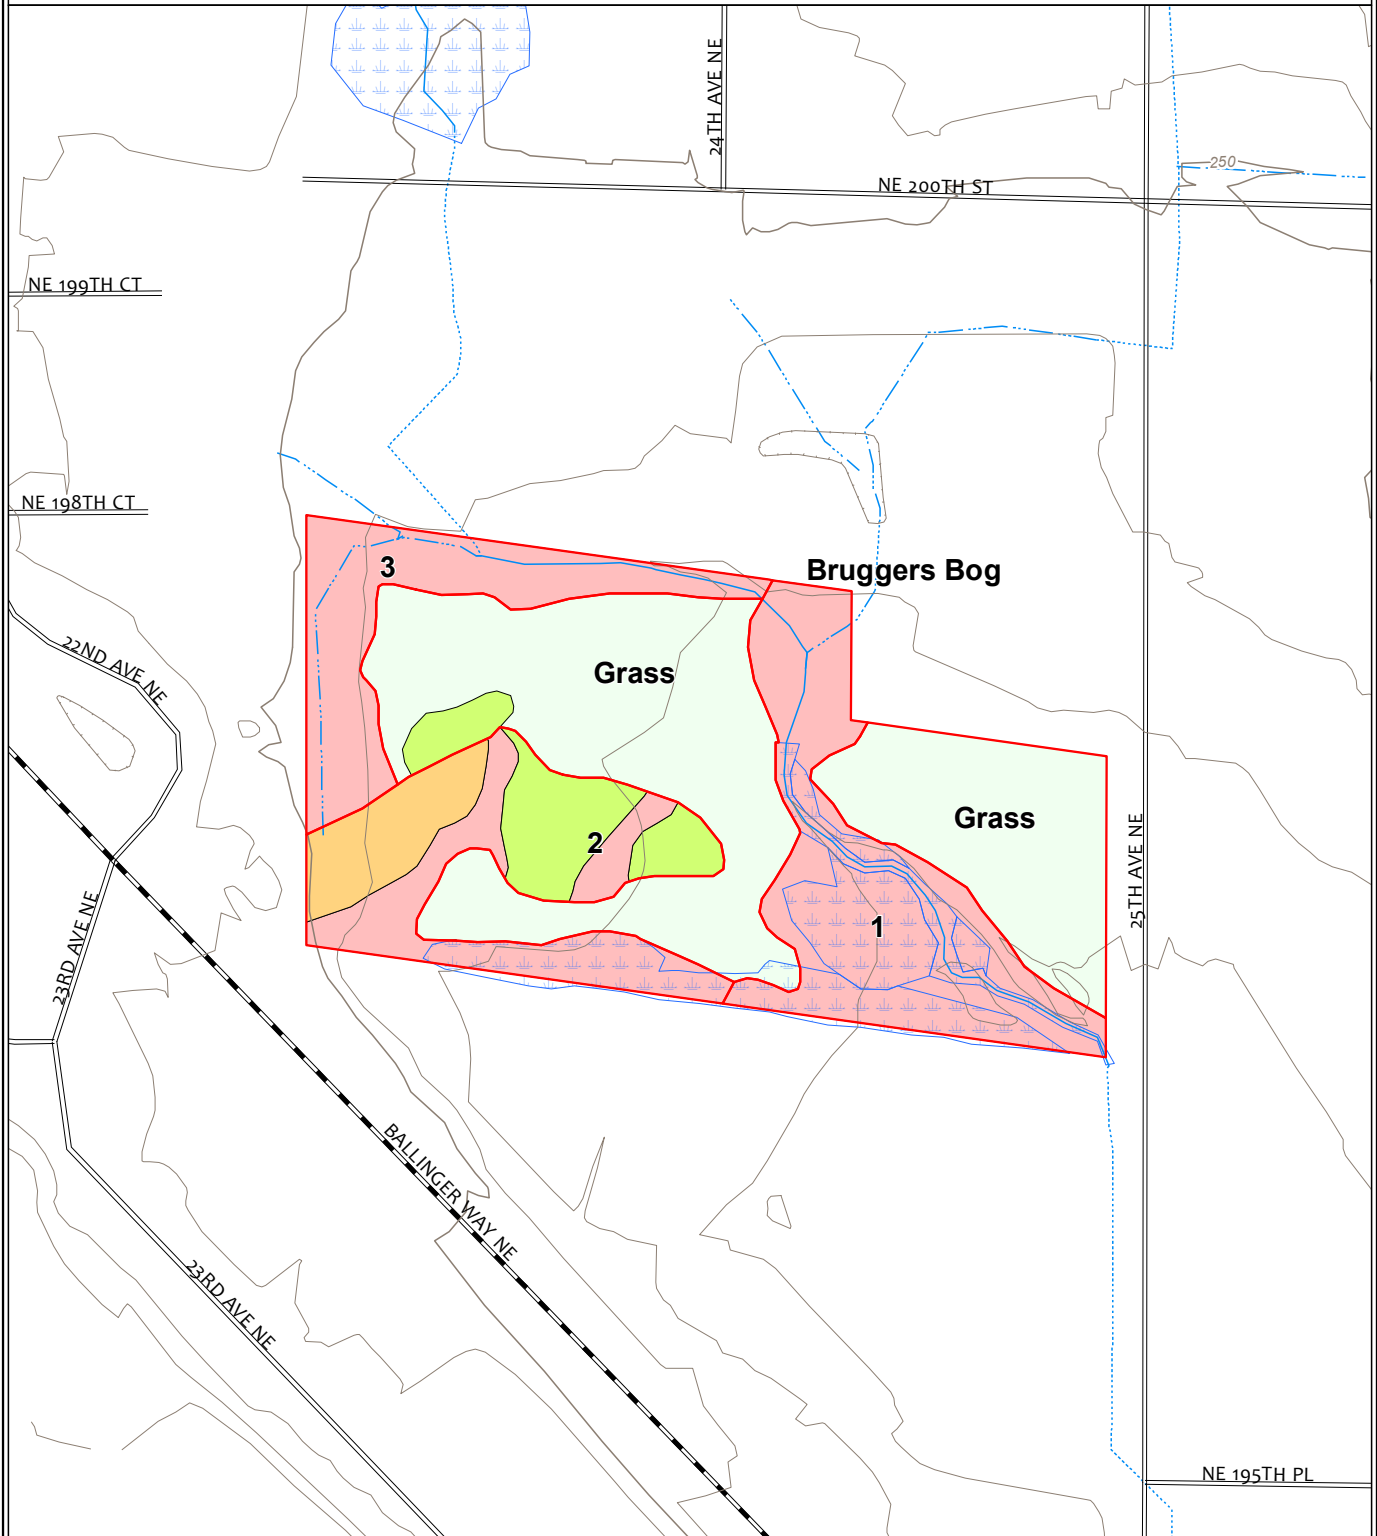 24TH AVE NE
250
NE 200TH ST
NE 199TH CT
NE 198TH CT
3
Bruggers Bog
22ND AVE NE
Grass
Grass
2
25TH AVE NE
23RD AVE NE
1
BALLINGER WAY NE
23RD AVE NE
NE 195TH PL